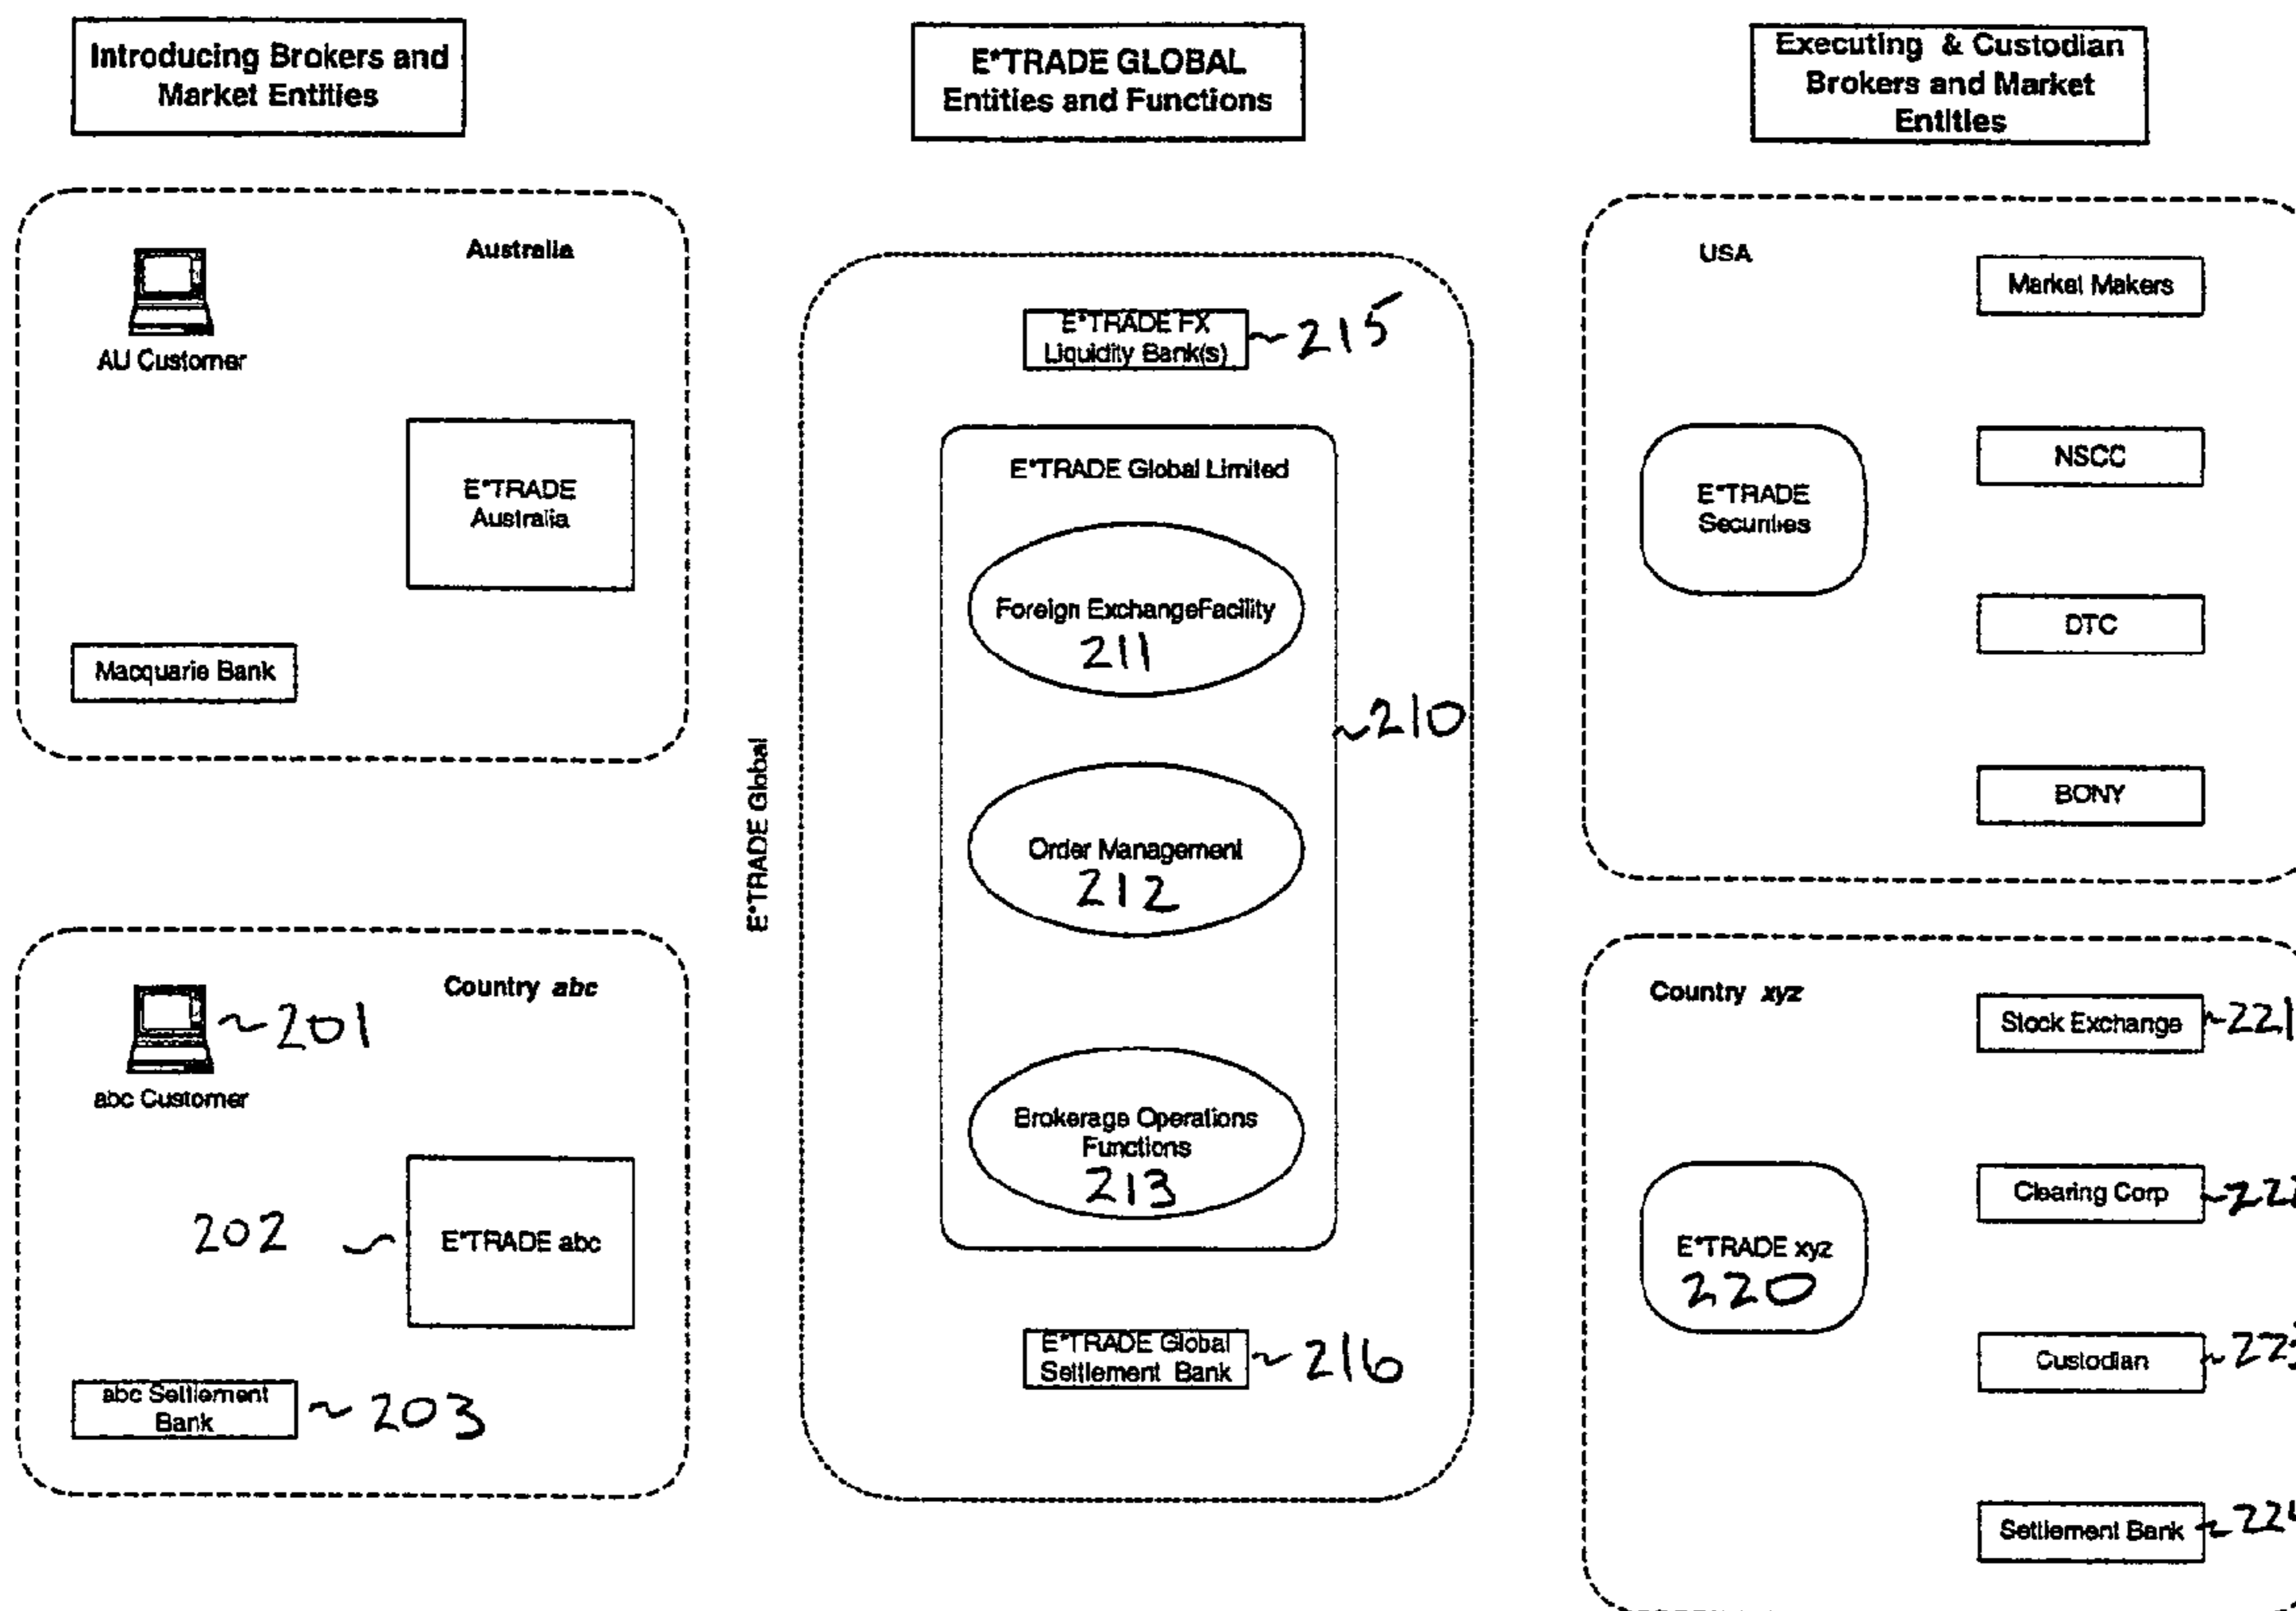 Introducing Brokers and
Market Entities
E*TRADE GLOBAL
Entities and Functions
Executing & Custodian
Brokers and Market
Entities
Australia
AU Customer
E*TRADE
Australia
Macquarie Bank
Country abc
201
abc Customer
202
E*TRADE abc
abc Settlement
Bank
203
E*TRADE Global
E*TRADE FX
Liquidity Bank(s)
215
E*TRADE Global Limited
Foreign ExchangeFacility
211
210
Order Management
212
Brokerage Operations
Functions
213
E*TRADE Global
Settlement Bank
216
USA
Market Makers
E*TRADE
Securities
NSCC
DTC
BONY
Country xyz
Stock Exchange
221
Clearing Corp
222
E*TRADE xyz
220
Custodian
223
Settlement Bank
224